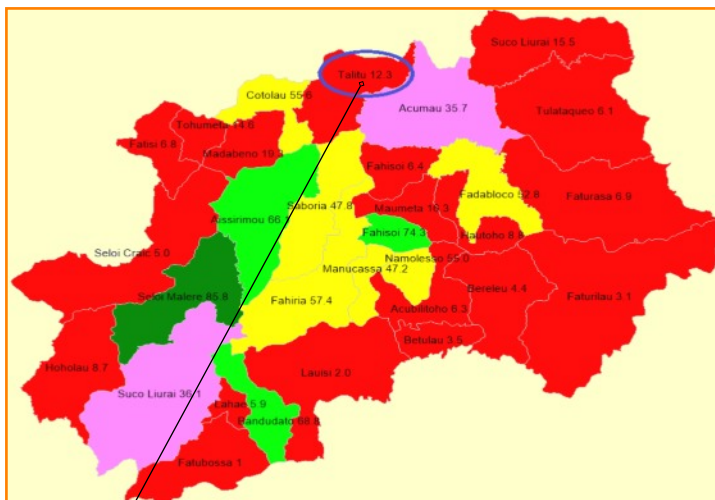 Suco Liurai 15.5
Talitu 12.3
Cotolau 55.6
Acumau 35.7
Tulataqueo 6.1
Tohumeta 14.6
Fatisi 6.8
Madabeno 19.3
Fahisoi 6.4
Fadabloco 52.8
Faturasa 6.9
Saboria 47.8
Maumeta 16.3
Aissirimou 66.1
Fahisoi 74.3
Hautoho 8.8
Seloi Craic 5.0
Namolesso 55.0
Manucassa 47.2
Bereleu 4.4
Seloi Malere 85.8
Faturilau 3.1
Fahiria 57.4
Acubilitoho 6.3
Betulau 3.5
Hoholau 8.7
Lauisi 2.0
Suco Liurai 36.1
Lahae 5.9
Bandudato 68.8
Fatubossa 1